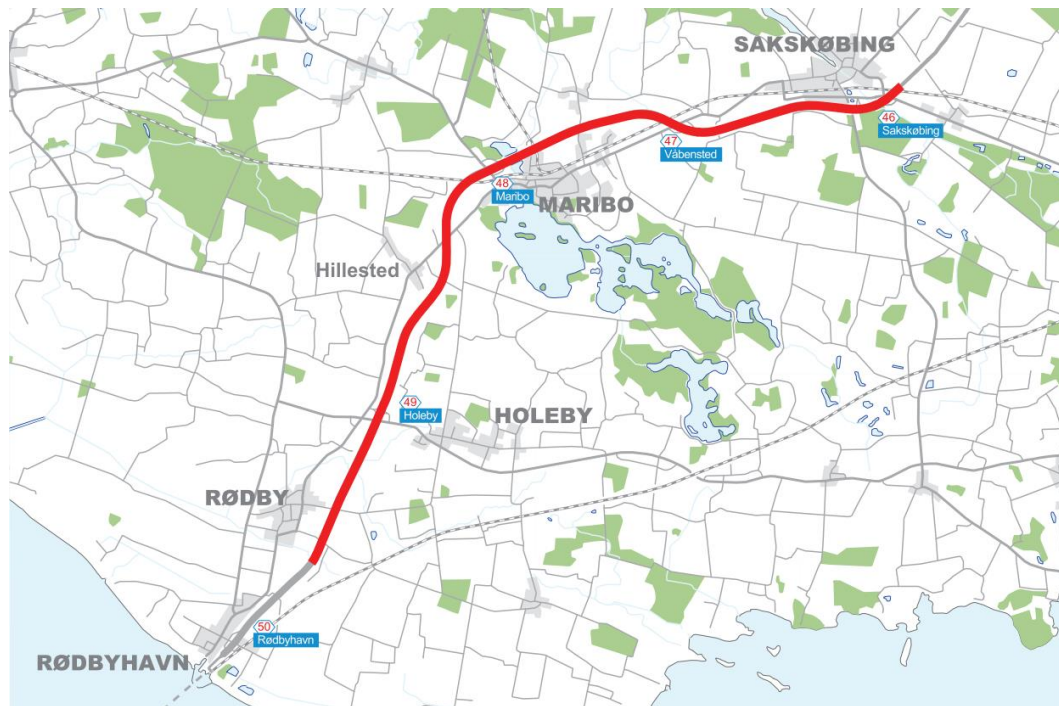 SAKSKØBING
46
Sakskøbing
47
Våbensted
48
Maribo
MARIBO
Hillested
49
Holeby
HOLEBY
RØDBY
50
Rødbyhavn
RØDBYHAVN